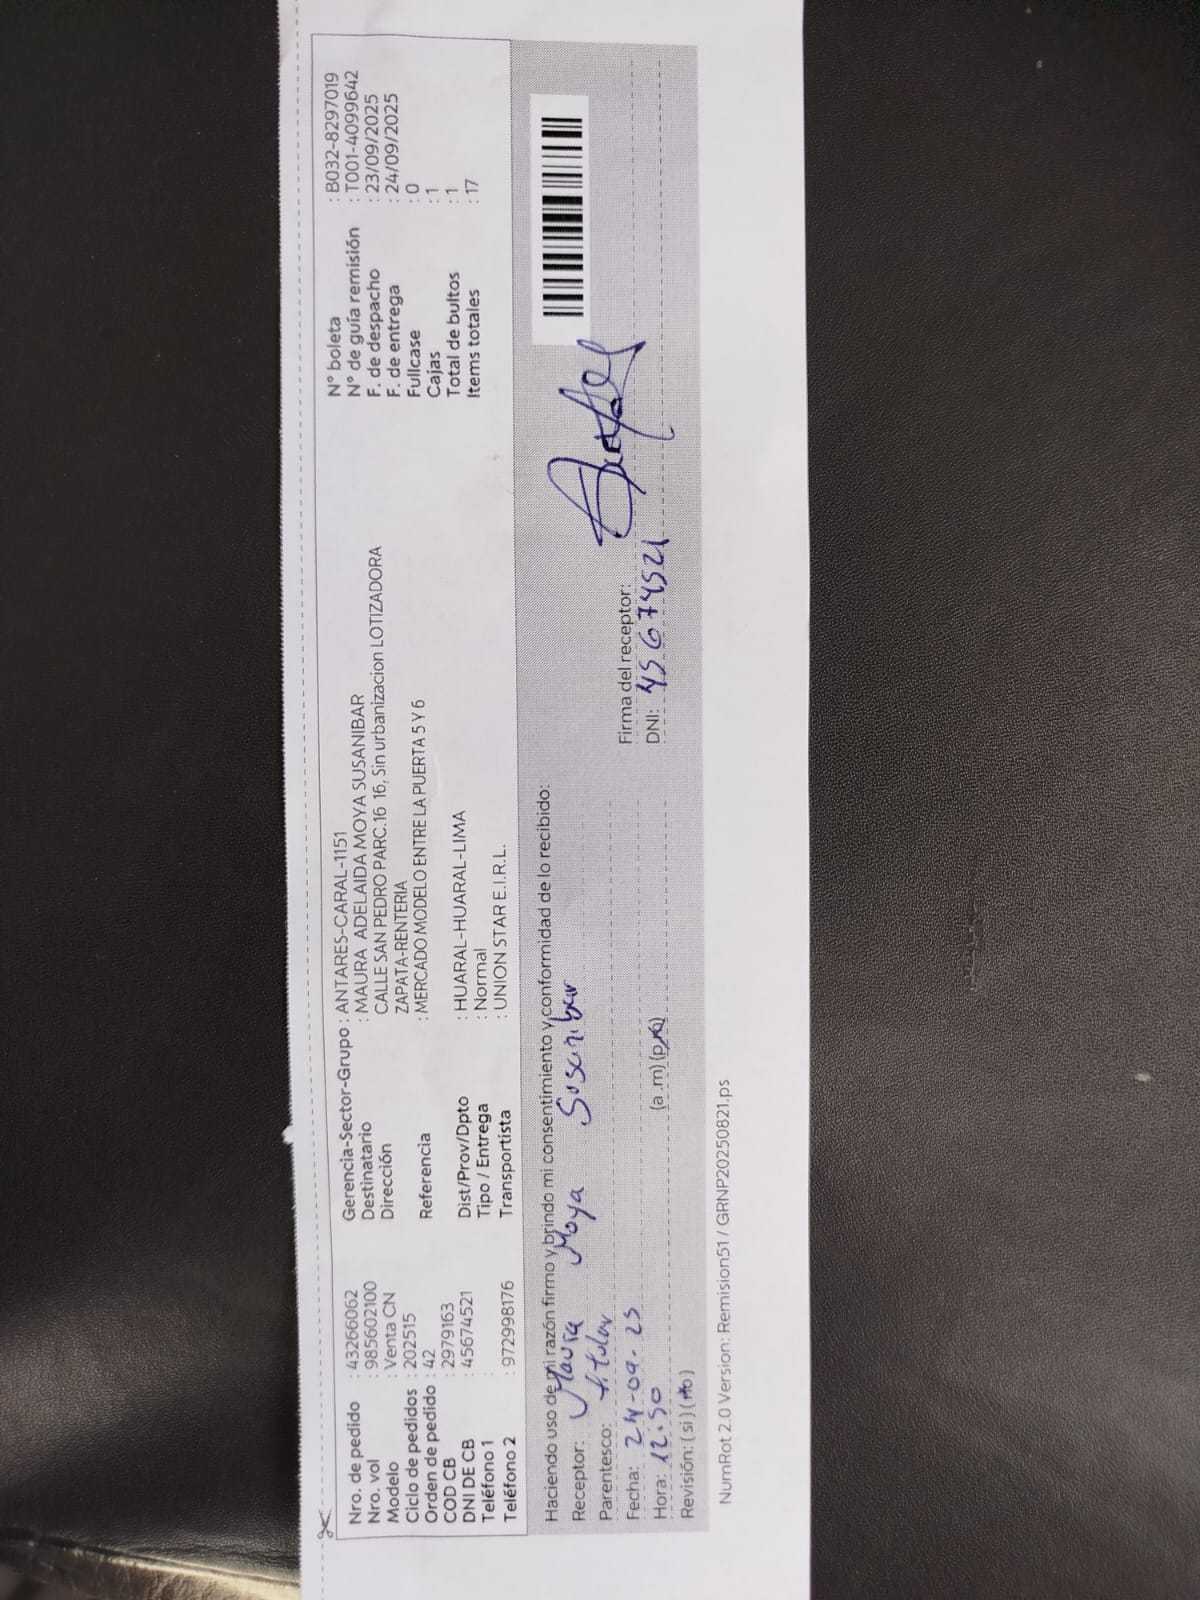 Nro. de pedido : 43266062
Nro. vol : 985602100
Modelo : Venta CN
Ciclo de pedidos : 202515
Orden de pedido : 42
COD CB : 2979163
DNI DE CB : 45674521
Teléfono 1 :
Teléfono 2 : 972998176
Gerencia-Sector-Grupo : ANTARES-CARAL-1151
Destinatario : MAURA ADELAIDA MOYA SUSANIBAR
Dirección CALLE SAN PEDRO PARC.16 16, Sin urbanizacion LOTIZADORA
ZAPATA-RENTERIA
Referencia : MERCADO MODELO ENTRE LA PUERTA 5 Y 6
Dist/Prov/Dpto : HUARAL-HUARAL-LIMA
Tipo / Entrega : Normal
Transportista : UNION STAR E.I.R.L.
N° boleta : B032-8297019
N° de guía remisión : T001-4099642
F. de despacho : 23/09/2025
F. de entrega : 24/09/2025
Fullcase : 0
Cajas : 1
Total de bultos : 1
Items totales : 17
Haciendo uso de mi razón firmo y brindo mi consentimiento y conformidad de lo recibido:
Receptor: Maura Moya Susanibar
Parentesco: titular
Fecha: 24-09-25
Hora: 12:50 (a .m) (p.m)
Revisión: ( si ) ( no )
Firma del receptor:
DNI: 45674521
NumRot 2.0 Version: Remision51 / GRNP20250821.ps